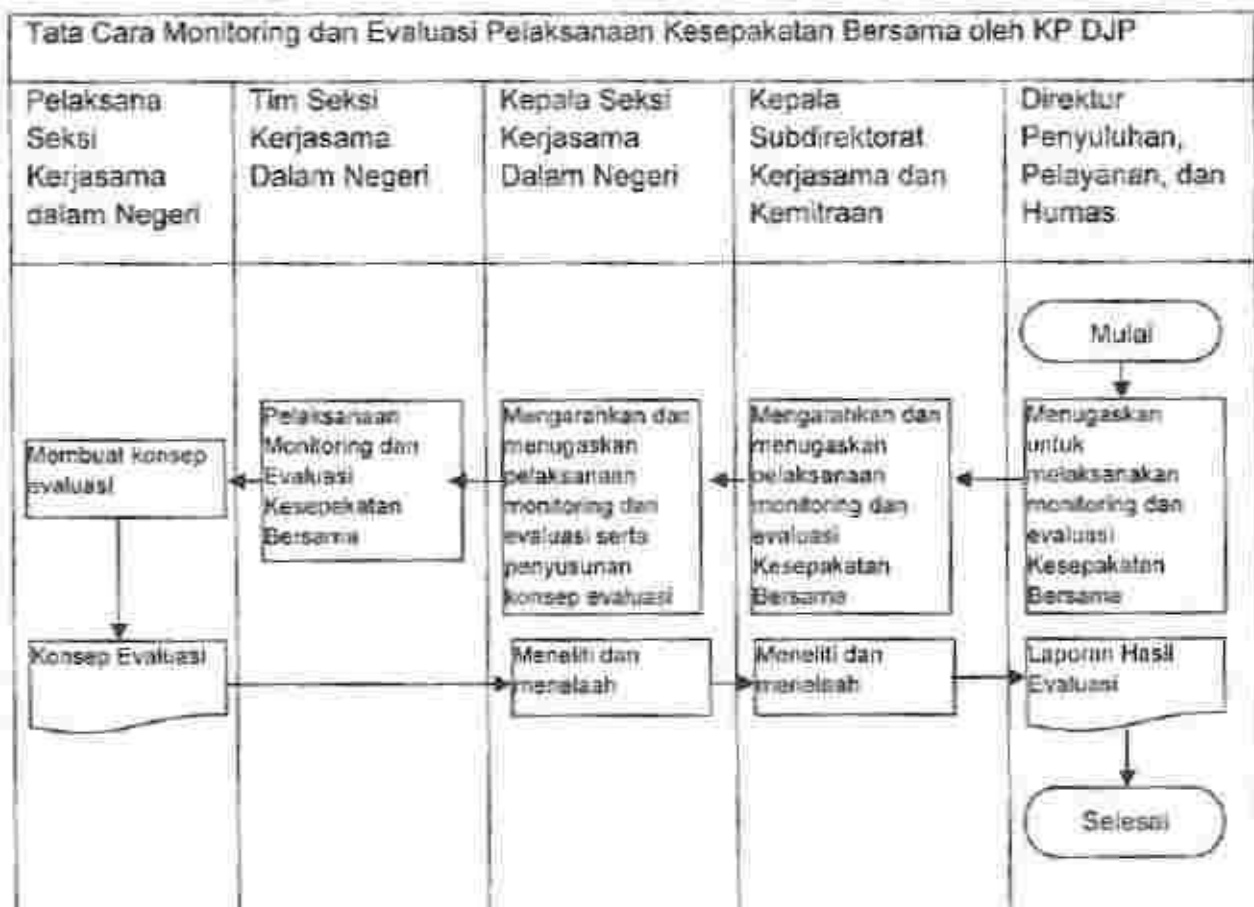 Tata Cara Monitoring dan Evaluasi Pelaksanaan Kesepakatan Bersama oleh KP DJP
Pelaksana
Seksi
Kerjasama
dalam Negeri
Tim Seksi
Kerjasama
Dalam Negeri
Kepala Seksi
Kerjasama
Dalam Negeri
Kepala
Subdirektorat
Kerjasama dan
Kemitraan
Direktur
Penyuluhan,
Pelayanan, dan
Humas
Mulai
Menugaskan
untuk
melaksanakan
monitoring dan
evaluasi
Kesepakatan
Bersama
Mengarahkan dan
menugaskan
pelaksanaan
monitoring dan
evaluasi
Kesepakatan
Bersama
Mengarahkan dan
menugaskan
pelaksanaan
monitoring dan
evaluasi serta
penyusunan
konsep evaluasi
Pelaksanaan
Monitoring dan
Evaluasi
Kesepakatan
Bersama
Membuat konsep
evaluasi
Konsep Evaluasi
Meneliti dan
menelaah
Meneliti dan
menelaah
Laporan Hasil
Evaluasi
Selesai